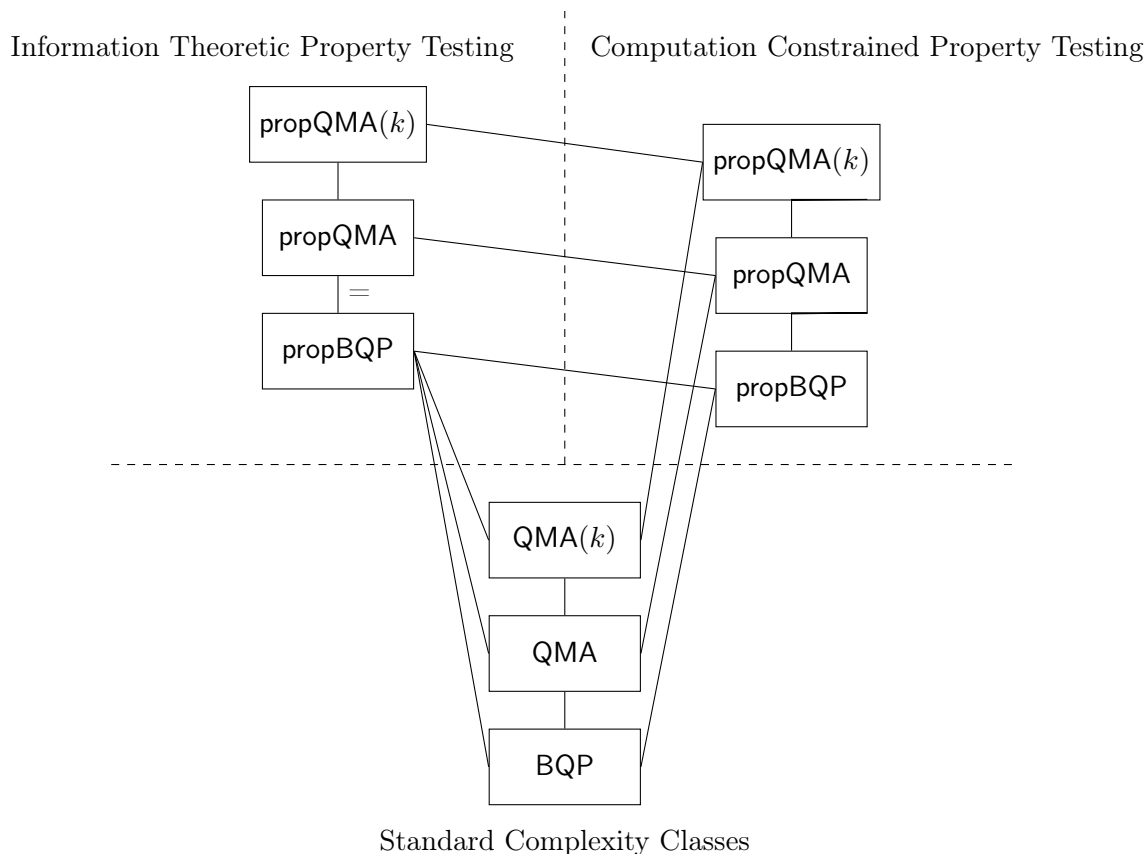 Information Theoretic Property Testing
Computation Constrained Property Testing
propQMA(k)
propQMA(k)
propQMA
propQMA
=
propBQP
propBQP
QMA(k)
QMA
BQP
Standard Complexity Classes